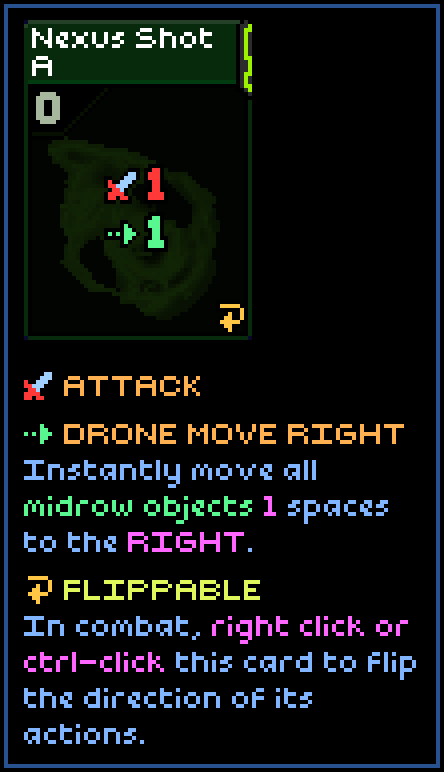 Nexus Shot
A
0
1
1
ATTACK
DRONE MOVE RIGHT
Instantly move all
midrow objects 1 spaces
to the RIGHT.
FLIPPABLE
In combat, right click or
ctrl-click this card to flip
the direction of its
actions.